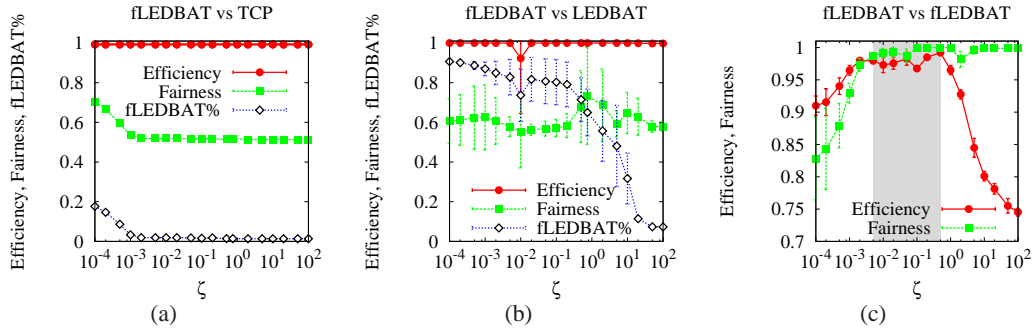 fLEDBAT vs TCP
Efficiency, Fairness, fLEDBAT%
1
0.8
0.6
0.4
0.2
0
Efficiency
Fairness
fLEDBAT%
10^-4 10^-3 10^-2 10^-1 10^0 10^1 10^2
ζ
(a)
fLEDBAT vs LEDBAT
Efficiency, Fairness, fLEDBAT%
1
0.8
0.6
0.4
0.2
0
Efficiency
Fairness
fLEDBAT%
10^-4 10^-3 10^-2 10^-1 10^0 10^1 10^2
ζ
(b)
fLEDBAT vs fLEDBAT
Efficiency, Fairness
1
0.95
0.9
0.85
0.8
0.75
0.7
Efficiency
Fairness
10^-4 10^-3 10^-2 10^-1 10^0 10^1 10^2
ζ
(c)